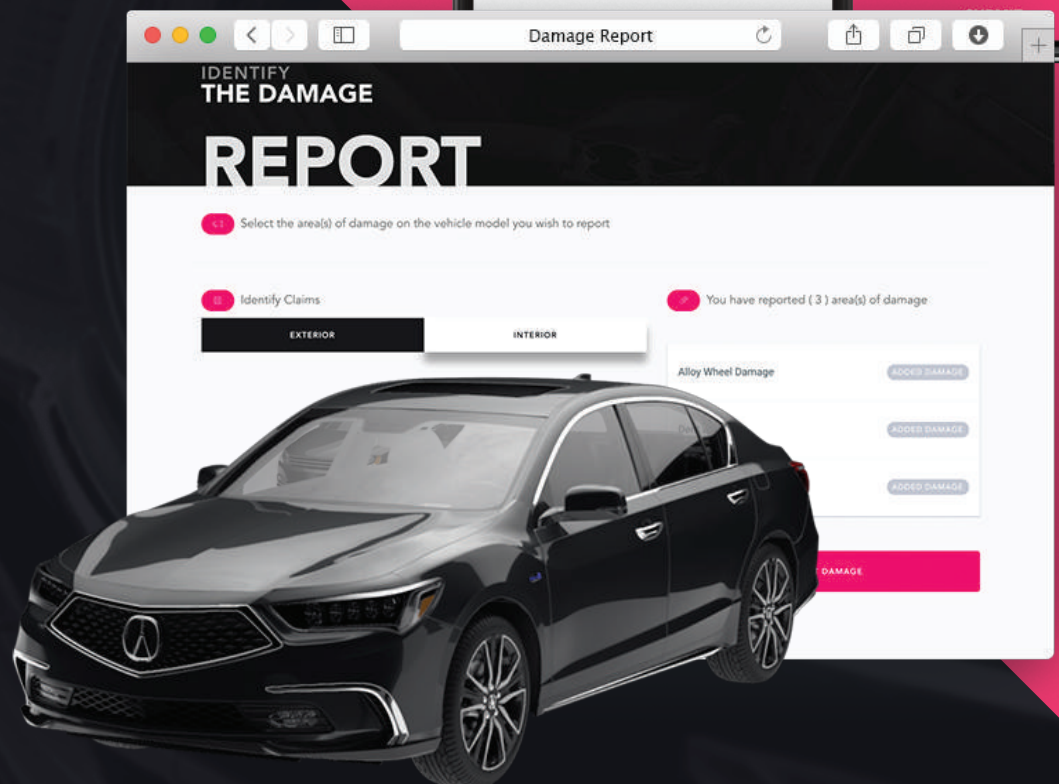 Damage Report
IDENTIFY
THE DAMAGE
REPORT
Select the area(s) of damage on the vehicle model you wish to report
Identify Claims
You have reported ( 3 ) area(s) of damage
EXTERIOR
INTERIOR
Alloy Wheel Damage
ADDED DAMAGE
ADDED DAMAGE
ADDED DAMAGE
DAMAGE